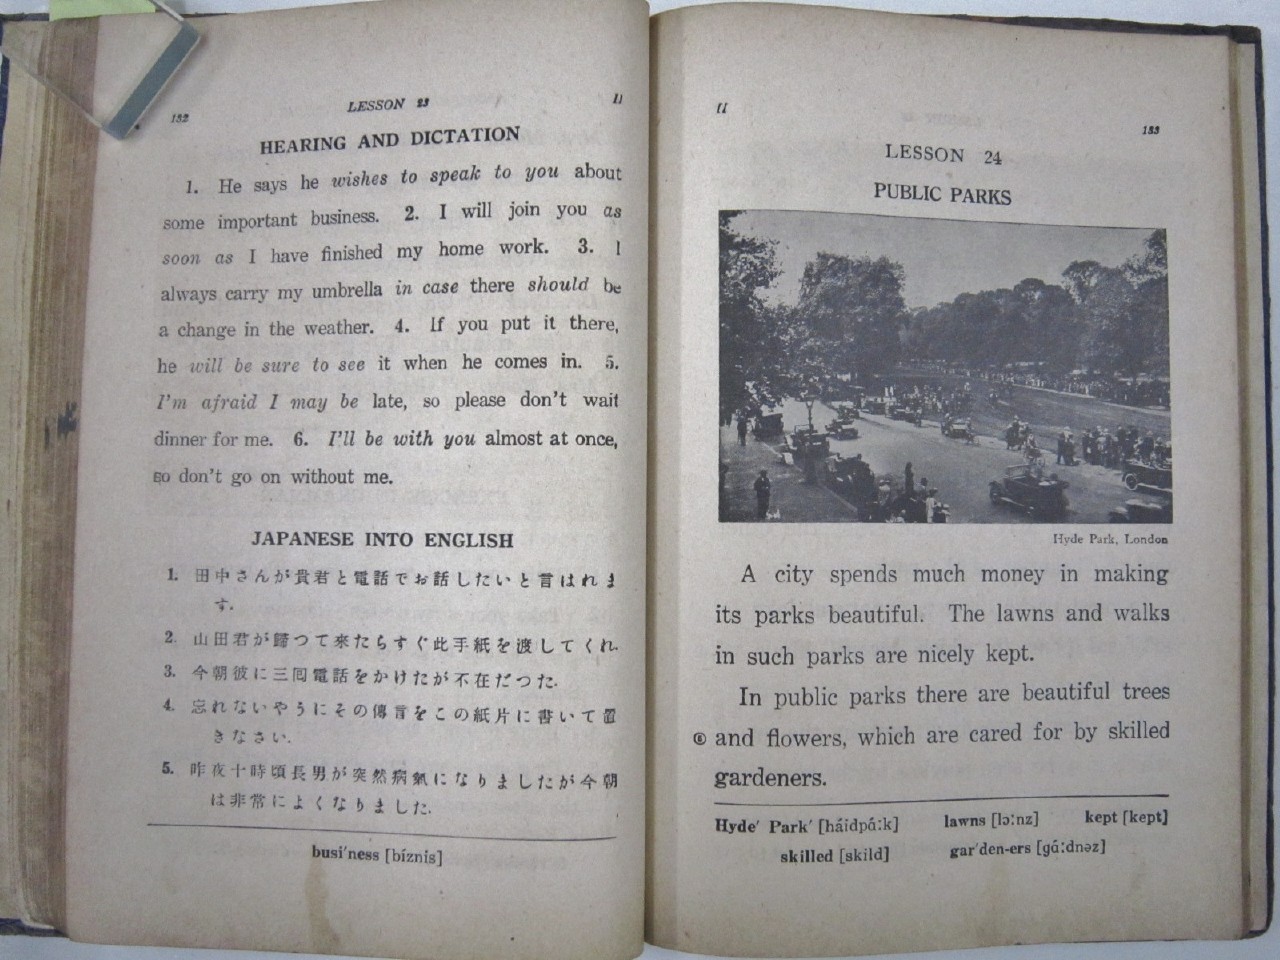 132
LESSON 23
II
HEARING AND DICTATION
1. He says he wishes to speak to you about
some important business. 2. I will join you as
soon as I have finished my home work. 3. I
always carry my umbrella in case there should be
a change in the weather. 4. If you put it there,
he will be sure to see it when he comes in. 5.
I'm afraid I may be late, so please don't wait
dinner for me. 6. I'll be with you almost at once,
so don't go on without me.
JAPANESE INTO ENGLISH
1. 田中さんが貴君と電話でお話したいと言はれま
す.
2. 山田君が歸つて來たらすぐ此手紙を渡してくれ.
3. 今朝彼に三囘電話をかけたが不在だつた.
4. 忘れないやうにその傳言をこの紙片に書いて置
きなさい.
5. 昨夜十時頃長男が突然病氣になりましたが今朝
は非常によくなりました.
busi′ness [bíznis]
II
133
LESSON 24
PUBLIC PARKS
Hyde Park, London
A city spends much money in making
its parks beautiful. The lawns and walks
in such parks are nicely kept.
In public parks there are beautiful trees
⑤ and flowers, which are cared for by skilled
gardeners.
Hyde′ Park′ [háidpɑ́ːk] lawns [lɔːnz] kept [kept]
skilled [skild] gar′den-ers [gɑ́ːdnəz]